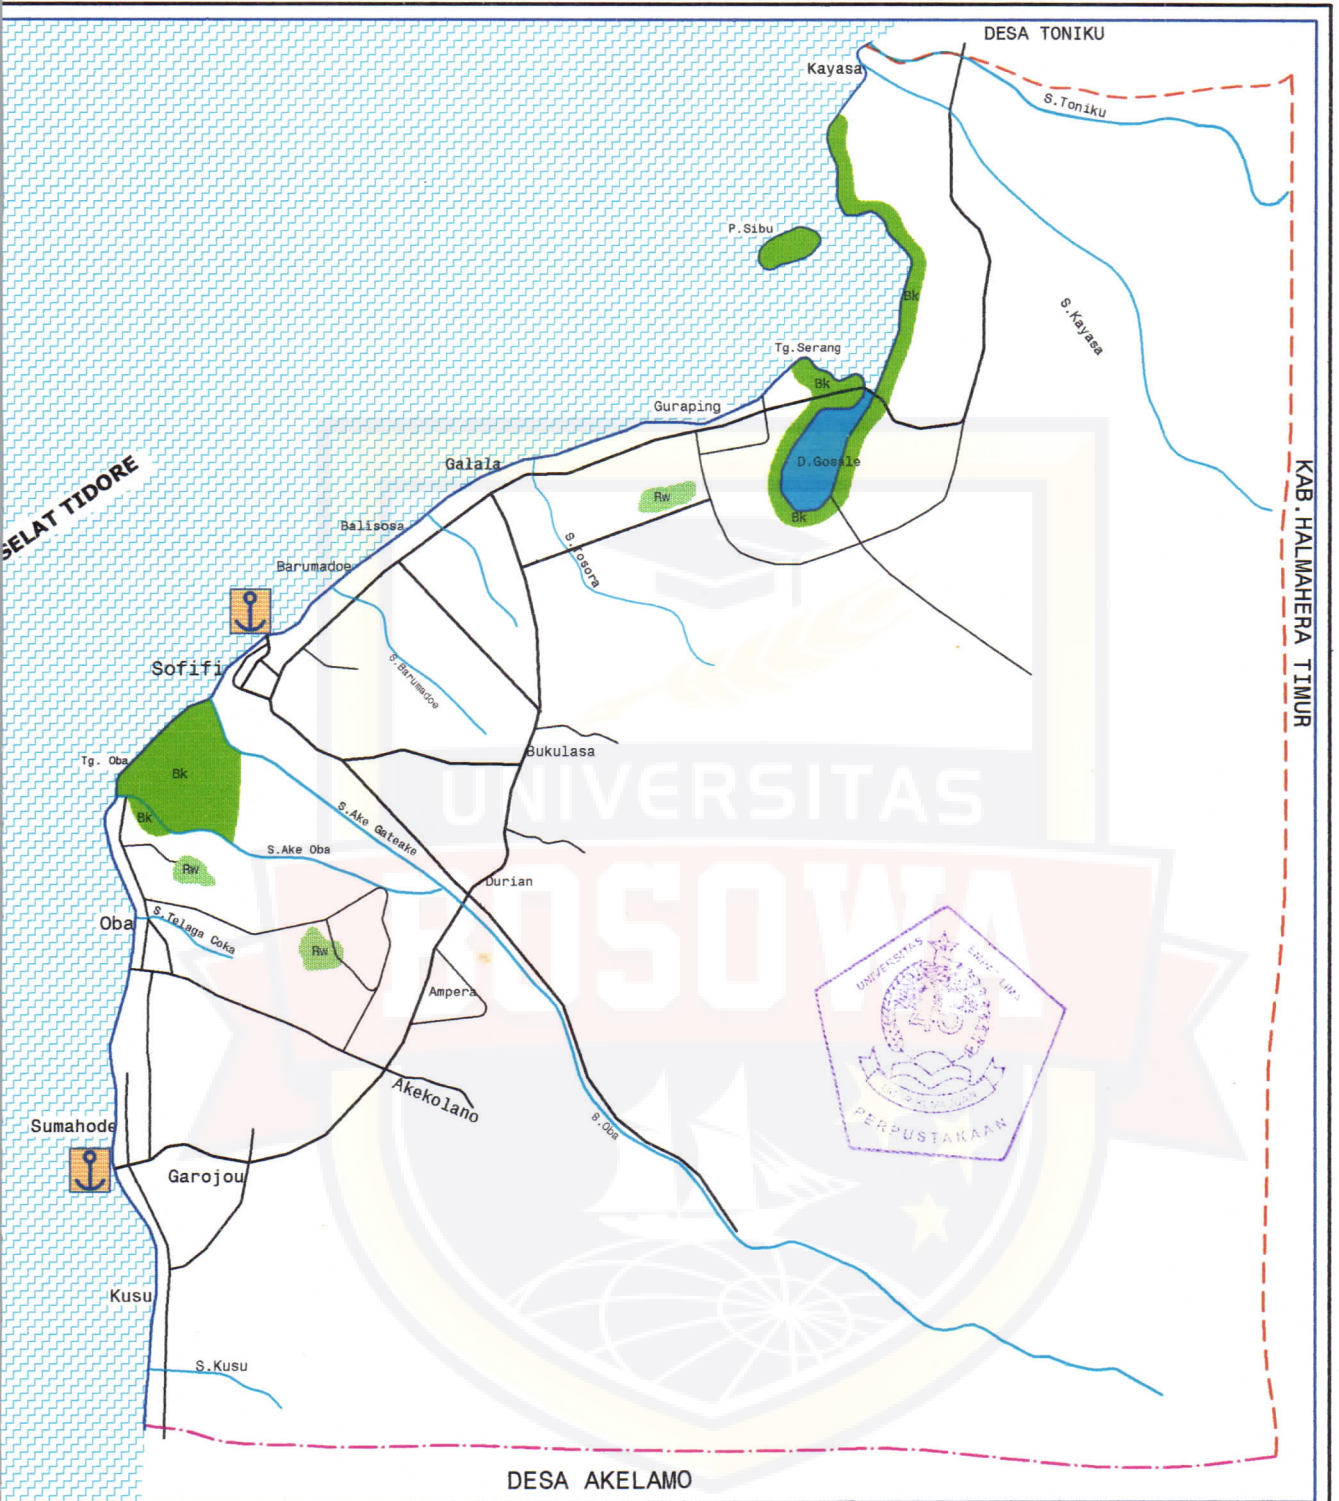 DESA TONIKU
Kayasa
S.Toniku
P.Sibu
Bk
S.Kayasa
Tg.Serang
Bk
Guraping
Galala
D.Gosale
SELAT TIDORE
KAB.HALMAHERA TIMUR
Rw
Bk
Balisosa
S.Tosora
Barumadoe
Sofifi
S.Barumadoe
Bukulasa
Tg. Oba
Bk
UNIVERSITAS
Bk
S.Ake Gateake
S.Ake Oba
Rw
Durian
BOSOWA
Oba
S.Telaga Coka
Rw
UNIVERSITAS
Ampera
Akekolano
S.Oba
PERPUSTAKAAN
Sumahode
Garojou
Kusu
S.Kusu
DESA AKELAMO